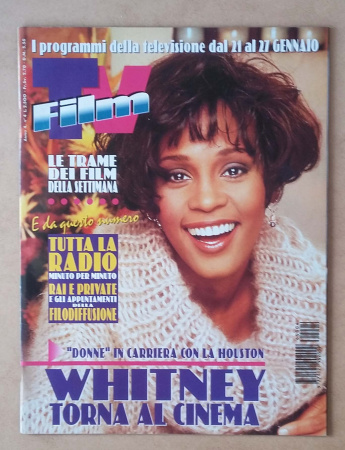 I programmi della televisione dal 21 al 27 GENNAIO
TV
Film
LE TRAME
DEI FILM
DELLA SETTIMANA
E da questo numero
TUTTA LA
RADIO
MINUTO PER MINUTO
RAI E PRIVATE
E GLI APPUNTAMENTI
DELLA
FILODIFFUSIONE
"DONNE" IN CARRIERA CON LA HOUSTON
WHITNEY
TORNA AL CINEMA